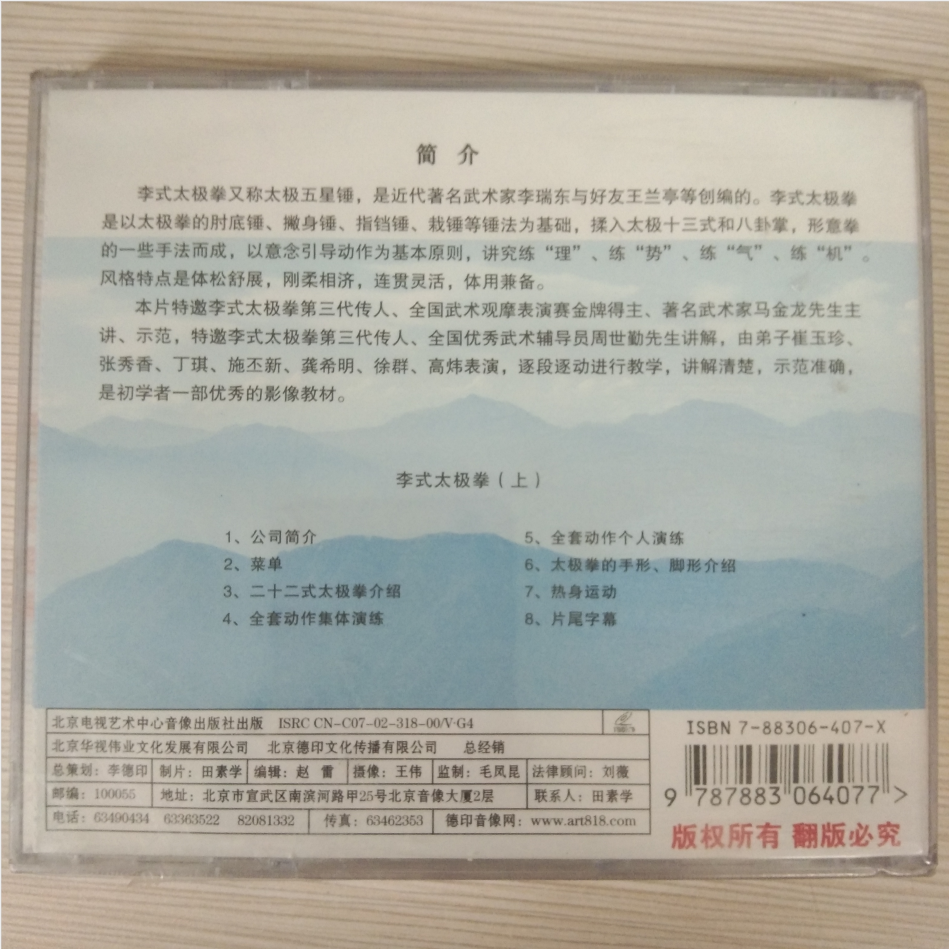 简 介
李式太极拳又称太极五星锤，是近代著名武术家李瑞东与好友王兰亭等创编的。李式太极拳
是以太极拳的肘底锤、撇身锤、指铛锤、栽锤等锤法为基础，揉入太极十三式和八卦掌，形意拳
的一些手法而成，以意念引导动作为基本原则，讲究练“理”、练“势”、练“气”、练“机”。
风格特点是体松舒展，刚柔相济，连贯灵活，体用兼备。
本片特邀李式太极拳第三代传人、全国武术观摩表演赛金牌得主、著名武术家马金龙先生主
讲、示范，特邀李式太极拳第三代传人、全国优秀武术辅导员周世勤先生讲解，由弟子崔玉珍、
张秀香、丁琪、施丕新、龚希明、徐群、高炜表演，逐段逐动进行教学，讲解清楚，示范准确，
是初学者一部优秀的影像教材。
李式太极拳（上）
1、公司简介
2、菜单
3、二十二式太极拳介绍
4、全套动作集体演练
5、全套动作个人演练
6、太极拳的手形、脚形介绍
7、热身运动
8、片尾字幕
北京电视艺术中心音像出版社出版 ISRC CN-C07-02-318-00/V·G4
北京华视伟业文化发展有限公司 北京德印文化传播有限公司 总经销
总策划：李德印 制片：田素学 编辑：赵 雷 摄像：王伟 监制：毛凤昆 法律顾问：刘薇
邮编：100055 地址：北京市宣武区南滨河路甲25号北京音像大厦2层 联系人：田素学
电话：63490434 63363522 82081332 传真：63462353 德印音像网：www.art818.com
ISBN 7-88306-407-X
9 787883 064077 >
版权所有 翻版必究